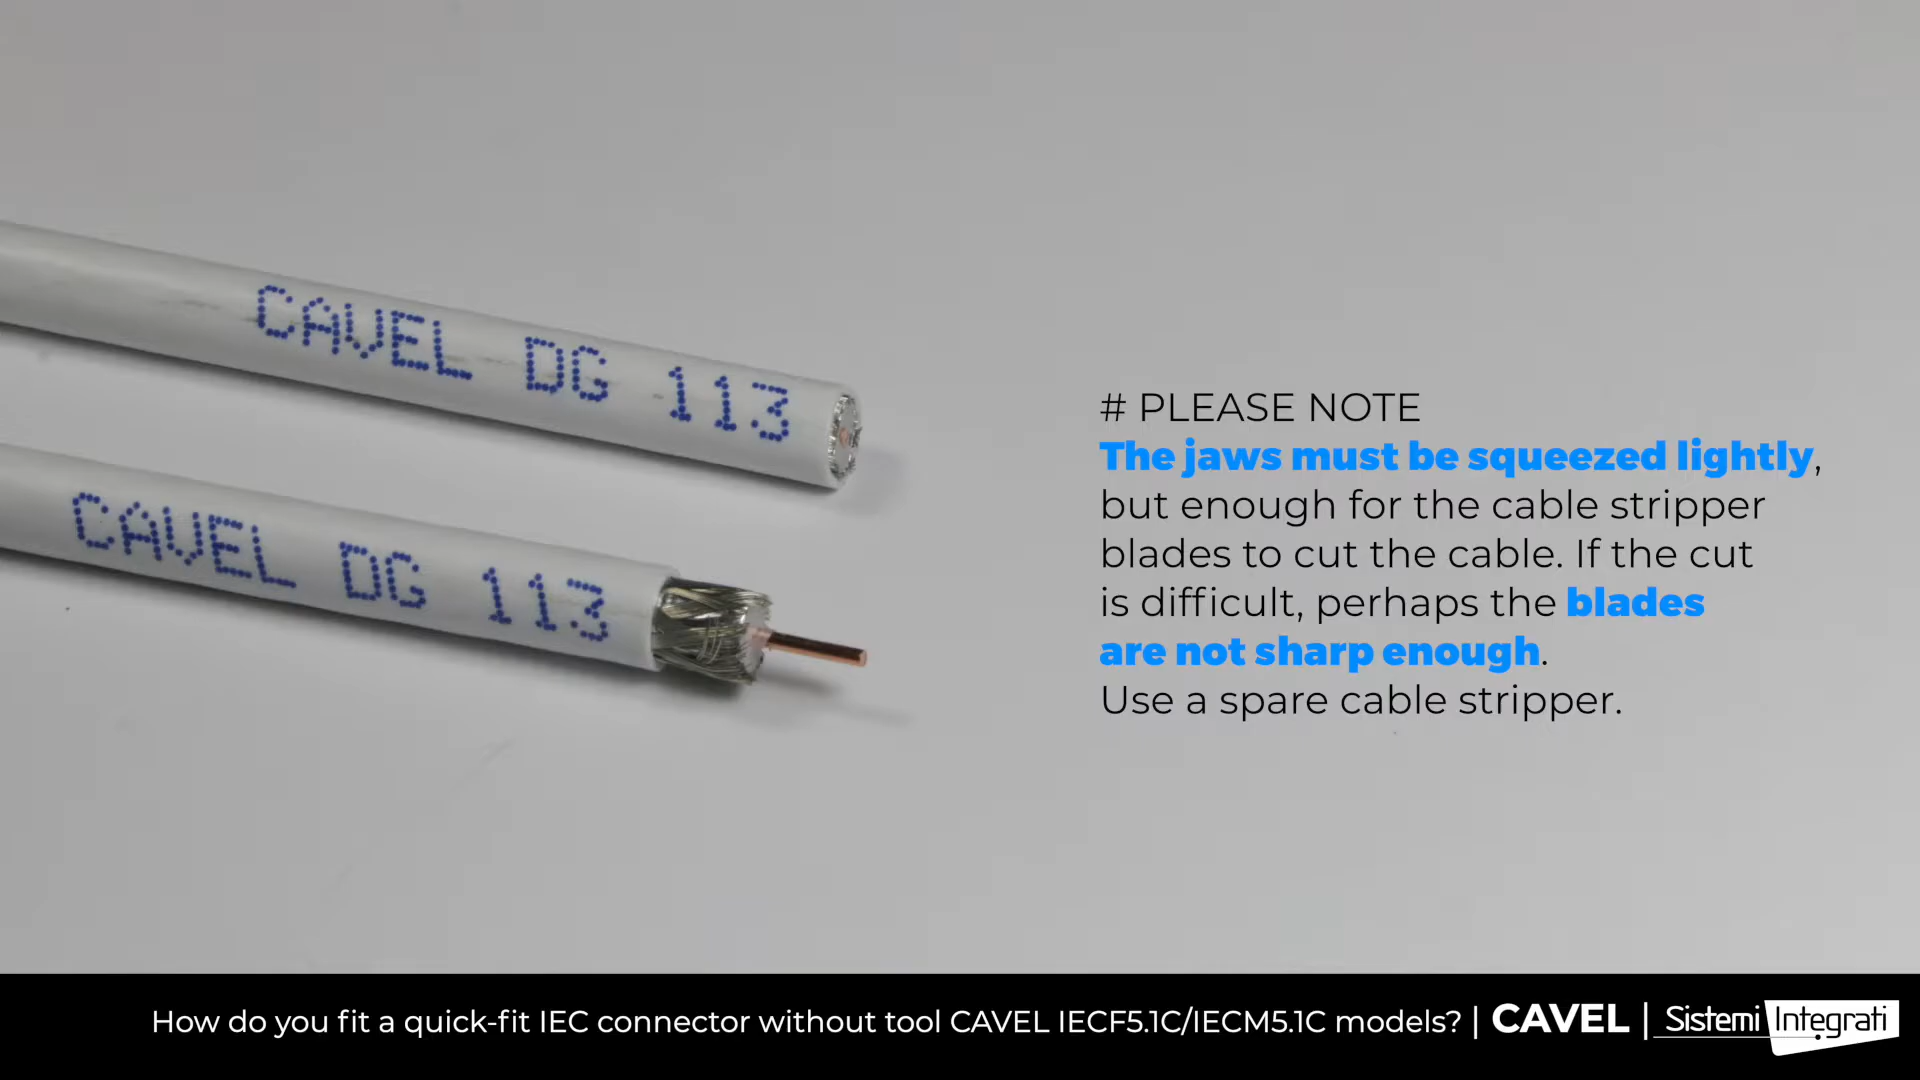 CAVEL DG 113
CAVEL DG 113
# PLEASE NOTE
The jaws must be squeezed lightly,
but enough for the cable stripper
blades to cut the cable. If the cut
is difficult, perhaps the blades
are not sharp enough.
Use a spare cable stripper.
How do you fit a quick-fit IEC connector without tool CAVEL IECF5.1C/IECM5.1C models? | CAVEL | Sistemi Integrati